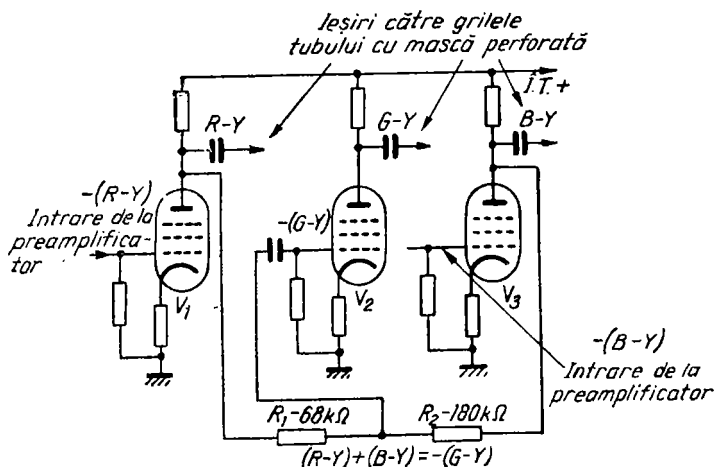 Ieșiri către grilele
tubului cu mască perforată
Î.T. +
R-Y
G-Y
B-Y
-(R-Y)
Intrare de la
preamplifica-
tor
-(G-Y)
V1
V2
V3
-(B-Y)
Intrare de la
preamplificator
R1-68kΩ
R2-180kΩ
(R-Y)+(B-Y)=-(G-Y)